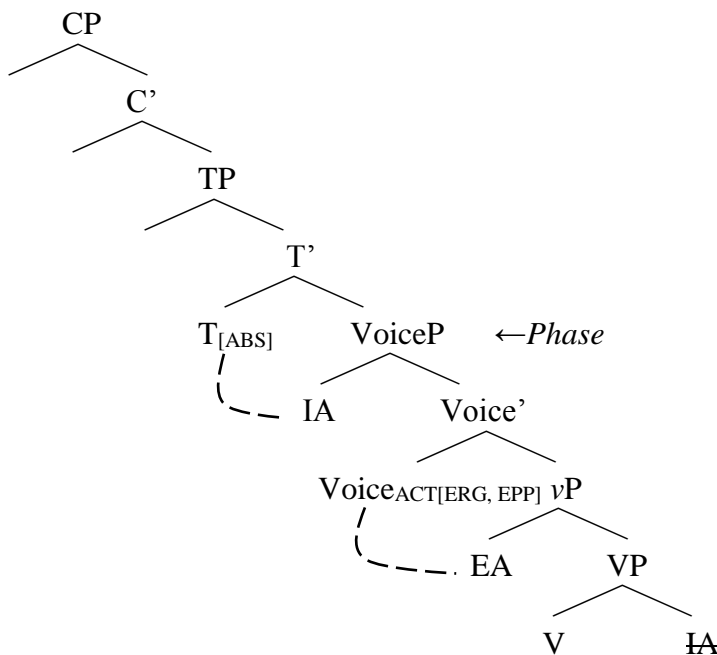 CP
C’
TP
T’
T[ABS] VoiceP ←Phase
IA Voice’
VoiceACT[ERG, EPP] vP
EA VP
V IA